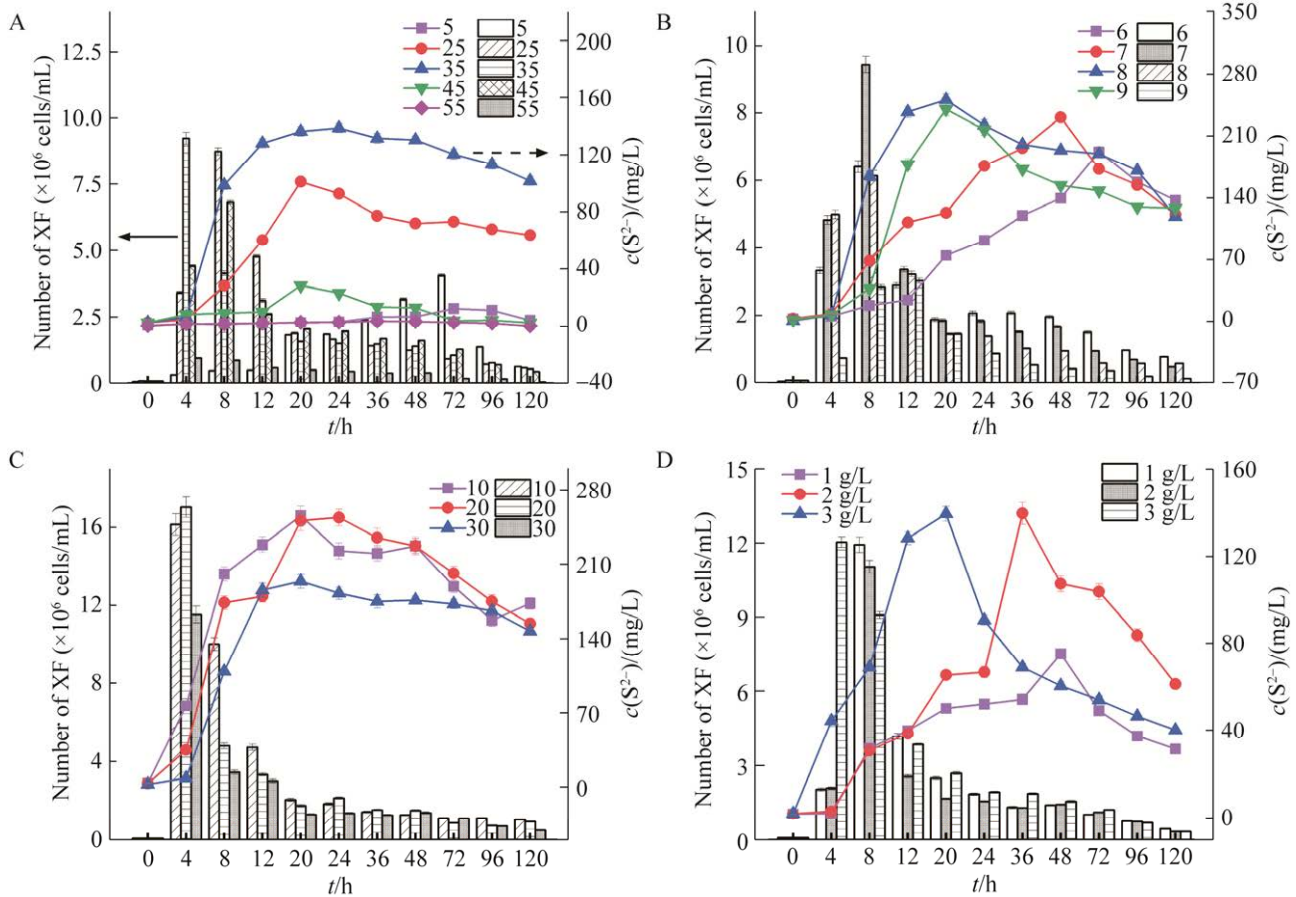 A
Number of XF (×10⁶ cells/mL)
12.5
10.0
7.5
5.0
2.5
0
5 5
25 25
35 35
45 45
55 55
200
160
120
80
40
0
−40
c(S²⁻)/(mg/L)
0 4 8 12 20 24 36 48 72 96 120
t/h
B
Number of XF (×10⁶ cells/mL)
10
8
6
4
2
0
6 6
7 7
8 8
9 9
350
280
210
140
70
0
−70
c(S²⁻)/(mg/L)
0 4 8 12 20 24 36 48 72 96 120
t/h
C
Number of XF (×10⁶ cells/mL)
16
12
8
4
0
10 10
20 20
30 30
280
210
140
70
0
c(S²⁻)/(mg/L)
0 4 8 12 20 24 36 48 72 96 120
t/h
D
Number of XF (×10⁶ cells/mL)
15
12
9
6
3
0
1 g/L 1 g/L
2 g/L 2 g/L
3 g/L 3 g/L
160
120
80
40
0
c(S²⁻)/(mg/L)
0 4 8 12 20 24 36 48 72 96 120
t/h